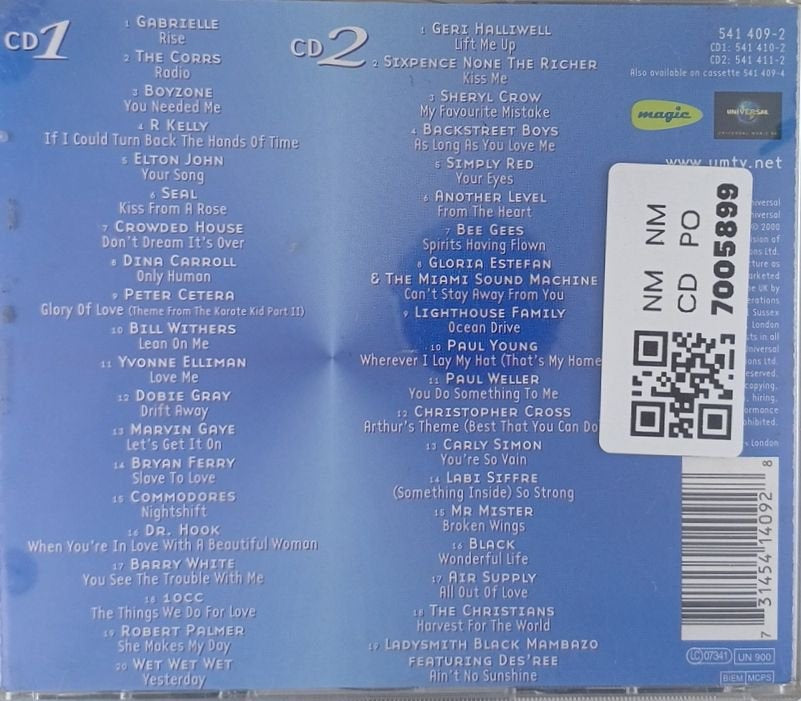 CD1
1 GABRIELLE
Rise
2 THE CORRS
Radio
3 BOYZONE
You Needed Me
4 R KELLY
If I Could Turn Back The Hands Of Time
5 ELTON JOHN
Your Song
6 SEAL
Kiss From A Rose
7 CROWDED HOUSE
Don't Dream It's Over
8 DINA CARROLL
Only Human
9 PETER CETERA
Glory Of Love (Theme From The Karate Kid Part II)
10 BILL WITHERS
Lean On Me
11 YVONNE ELLIMAN
Love Me
12 DOBIE GRAY
Drift Away
13 MARVIN GAYE
Let's Get It On
14 BRYAN FERRY
Slave To Love
15 COMMODORES
Nightshift
16 DR. HOOK
When You're In Love With A Beautiful Woman
17 BARRY WHITE
You See The Trouble With Me
18 10CC
The Things We Do For Love
19 ROBERT PALMER
She Makes My Day
20 WET WET WET
Yesterday
CD2
1 GERI HALLIWELL
Lift Me Up
2 SIXPENCE NONE THE RICHER
Kiss Me
3 SHERYL CROW
My Favourite Mistake
4 BACKSTREET BOYS
As Long As You Love Me
5 SIMPLY RED
Your Eyes
6 ANOTHER LEVEL
From The Heart
7 BEE GEES
Spirits Having Flown
8 GLORIA ESTEFAN
& THE MIAMI SOUND MACHINE
Can't Stay Away From You
9 LIGHTHOUSE FAMILY
Ocean Drive
10 PAUL YOUNG
Wherever I Lay My Hat (That's My Home
11 PAUL WELLER
You Do Something To Me
12 CHRISTOPHER CROSS
Arthur's Theme (Best That You Can Do
13 CARLY SIMON
You're So Vain
14 LABI SIFFRE
(Something Inside) So Strong
15 MR MISTER
Broken Wings
16 BLACK
Wonderful Life
17 AIR SUPPLY
All Out Of Love
18 THE CHRISTIANS
Harvest For The World
19 LADYSMITH BLACK MAMBAZO
FEATURING DES'REE
Ain't No Sunshine
541 409-2
CD1: 541 410-2
CD2: 541 411-2
Also available on cassette 541 409-4
magic
UNIVERSAL
www.umtv.net
NM NM
CD PO
7005899
2000
London
Sussex
London
London
7 31454 14092 8
LC 07341
UN 900
BIEM MCPS